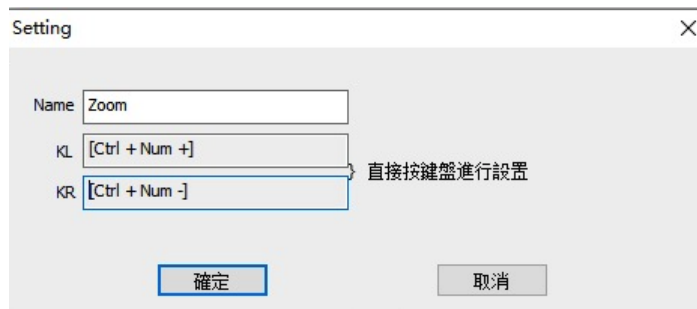 Setting
Name Zoom
KL [Ctrl + Num +]
} 直接按鍵盤進行設置
KR [Ctrl + Num -]
確定 取消